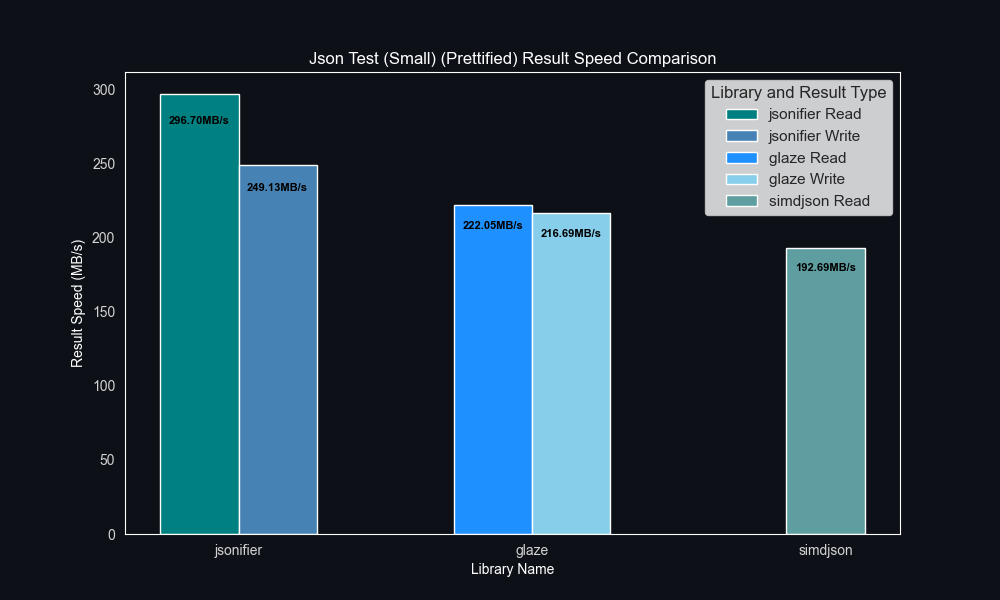 Json Test (Small) (Prettified) Result Speed Comparison
Library and Result Type
jsonifier Read
jsonifier Write
glaze Read
glaze Write
simdjson Read
Result Speed (MB/s)
300
250
200
150
100
50
0
296.70MB/s
249.13MB/s
222.05MB/s
216.69MB/s
192.69MB/s
jsonifier
glaze
simdjson
Library Name